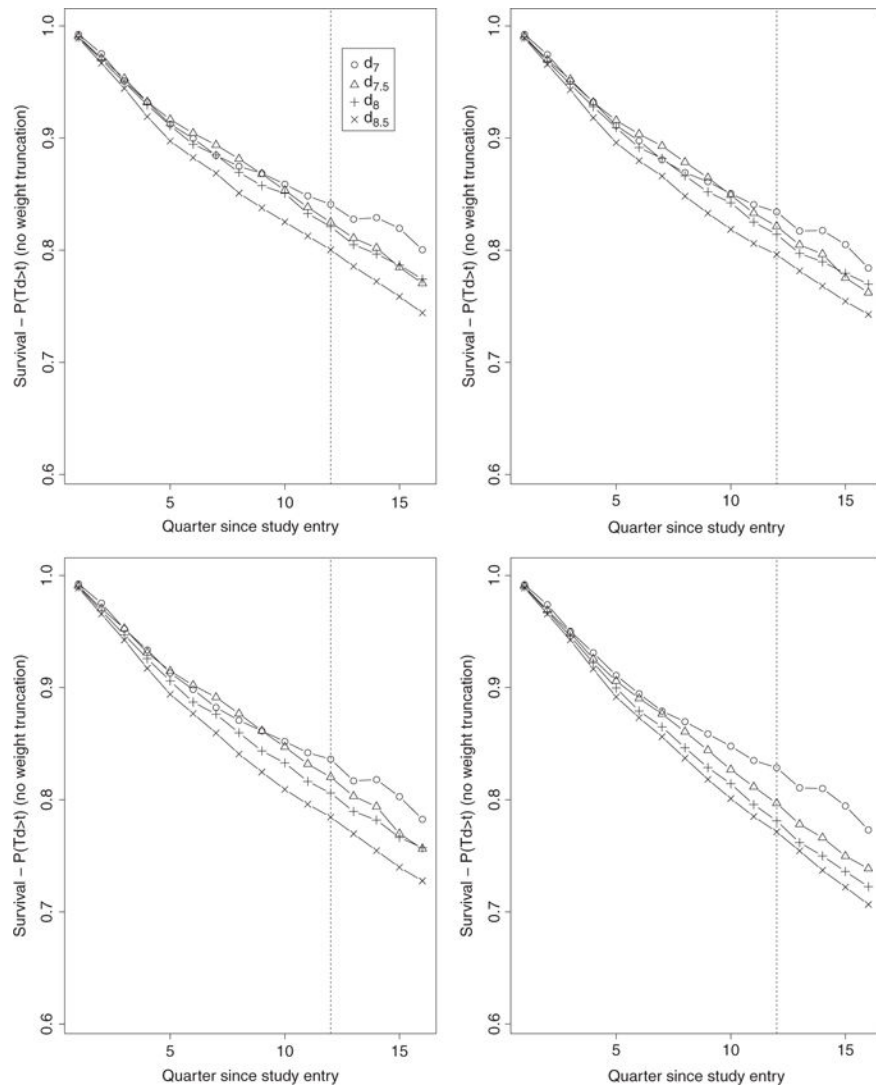 Survival – P(Td>t) (no weight truncation)
1.0
0.9
0.8
0.7
0.6
d7
d7.5
d8
d8.5
5 10 15
Quarter since study entry
Survival – P(Td>t) (no weight truncation)
1.0
0.9
0.8
0.7
0.6
5 10 15
Quarter since study entry
Survival – P(Td>t) (no weight truncation)
1.0
0.9
0.8
0.7
0.6
5 10 15
Quarter since study entry
Survival – P(Td>t) (no weight truncation)
1.0
0.9
0.8
0.7
0.6
5 10 15
Quarter since study entry